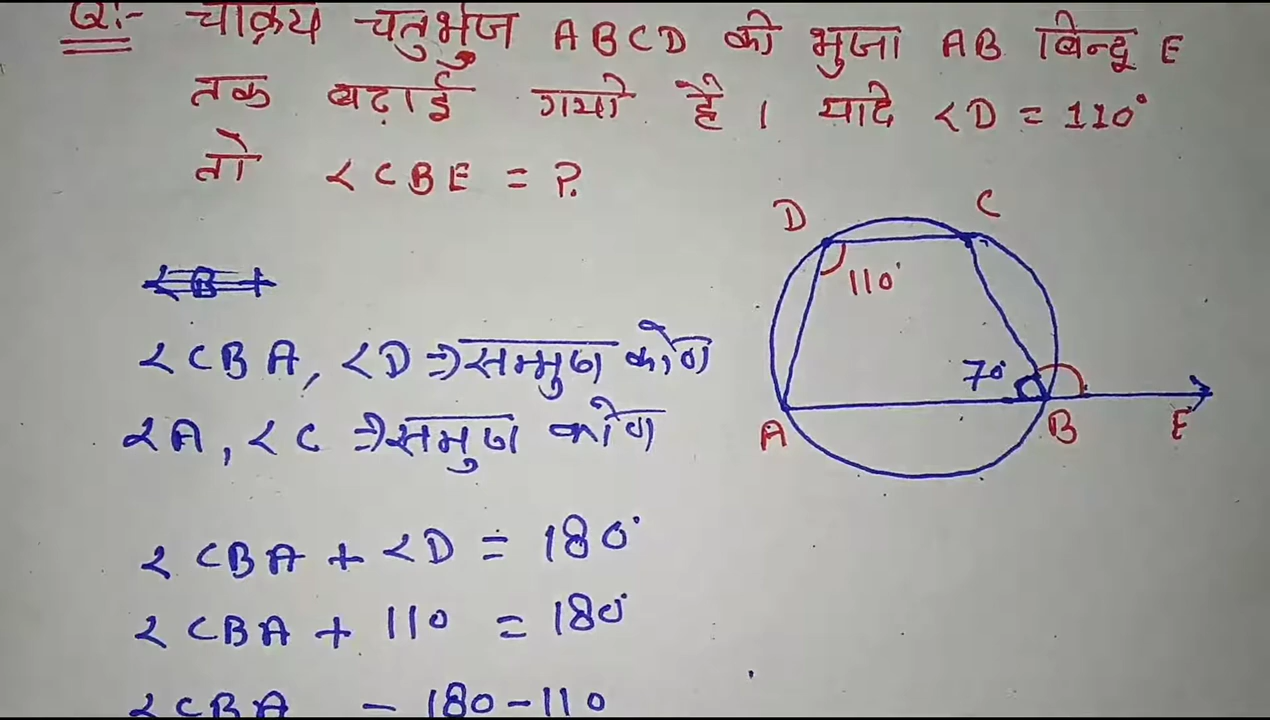 Q:- चाक्रिय चतुर्भुज ABCD की भुजा AB बिन्दू E
तक बढ़ाई गयी है । यदि <D = 110°
तो <CBE = ?
D
C
110°
70°
A
B
E
<B +
<CBA, <D ⇒ सम्मुख कोण
<A, <C ⇒ समुख कोण
<CBA + <D = 180°
<CBA + 110 = 180°
<CBA = 180-110